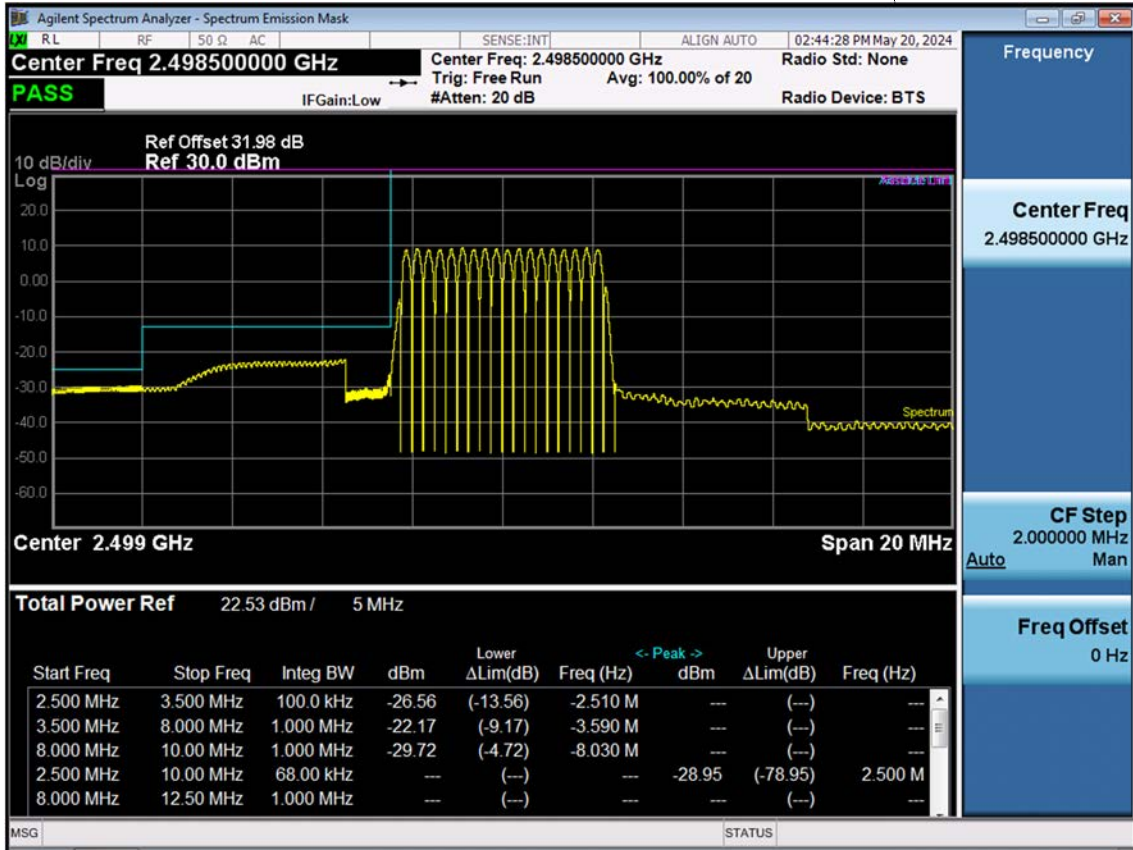 Agilent Spectrum Analyzer - Spectrum Emission Mask
LXI RL RF 50 Ω AC SENSE:INT ALIGN AUTO 02:44:28 PM May 20, 2024
Center Freq 2.498500000 GHz
Center Freq: 2.498500000 GHz
Radio Std: None
Trig: Free Run Avg: 100.00% of 20
PASS
IFGain:Low
#Atten: 20 dB
Radio Device: BTS
Frequency
Ref Offset 31.98 dB
10 dB/div Ref 30.0 dBm
Log
20.0
10.0
0.00
-10.0
-20.0
-30.0
-40.0
-50.0
-60.0
Spectrum
Center 2.499 GHz Span 20 MHz
Center Freq
2.498500000 GHz
CF Step
2.000000 MHz
Auto Man
Freq Offset
0 Hz
Total Power Ref 22.53 dBm / 5 MHz
Lower <- Peak -> Upper
Start Freq Stop Freq Integ BW dBm ΔLim(dB) Freq (Hz) dBm ΔLim(dB) Freq (Hz)
2.500 MHz 3.500 MHz 100.0 kHz -26.56 (-13.56) -2.510 M --- (---) ---
3.500 MHz 8.000 MHz 1.000 MHz -22.17 (-9.17) -3.590 M --- (---) ---
8.000 MHz 10.00 MHz 1.000 MHz -29.72 (-4.72) -8.030 M --- (---) ---
2.500 MHz 10.00 MHz 68.00 kHz --- (---) --- -28.95 (-78.95) 2.500 M
8.000 MHz 12.50 MHz 1.000 MHz --- (---) --- --- (---) ---
MSG STATUS